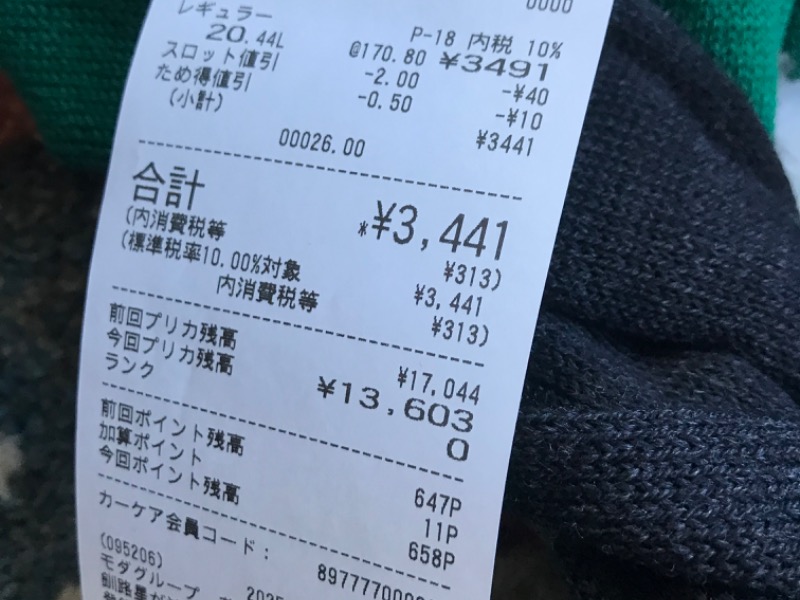 0000
レギュラー P-18 内税 10%
20.44L @170.80 ¥3491
スロット値引 -2.00 -¥40
ため得値引 -0.50 -¥10
(小計) ¥3441
00026.00
合計 *¥3,441
(内消費税等 ¥313)
(標準税率10.00%対象 ¥3,441
内消費税等 ¥313)
前回プリカ残高 ¥17,044
今回プリカ残高 ¥13,603
ランク 0
前回ポイント残高 647P
加算ポイント 11P
今回ポイント残高 658P
カーケア会員コード: 897777000
(095206)
モダグループ